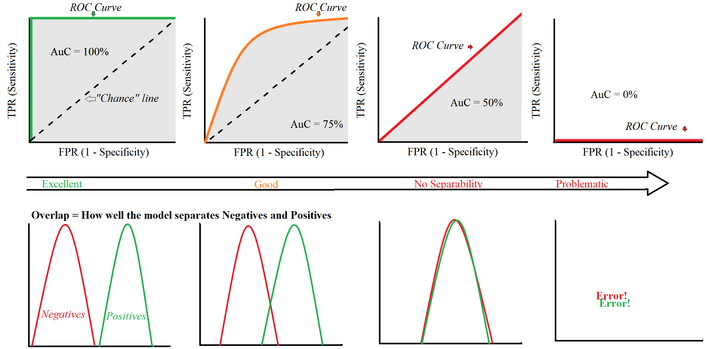 ROC Curve
TPR (Sensitivity)
AuC = 100%
"Chance" line
FPR (1 - Specificity)
ROC Curve
TPR (Sensitivity)
AuC = 75%
FPR (1 - Specificity)
TPR (Sensitivity)
ROC Curve
AuC = 50%
FPR (1 - Specificity)
TPR (Sensitivity)
AuC = 0%
ROC Curve
FPR (1 - Specificity)
Excellent
Good
No Separability
Problematic
Overlap = How well the model separates Negatives and Positives
Negatives
Positives
Error!
Error!